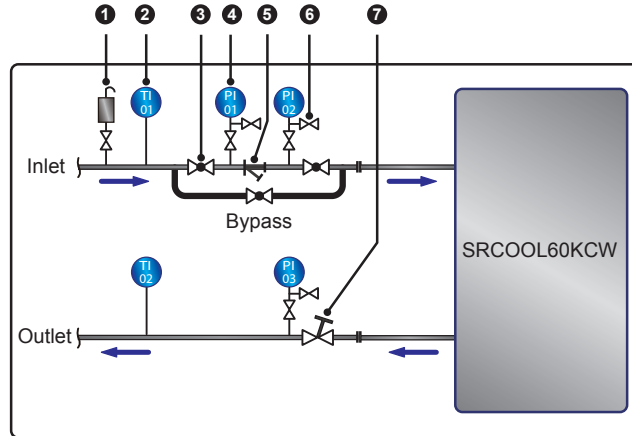 1 2 3 4 5 6 7
TI
01
PI
01
PI
02
Inlet
Bypass
SRCOOL60KCW
TI
02
PI
03
Outlet